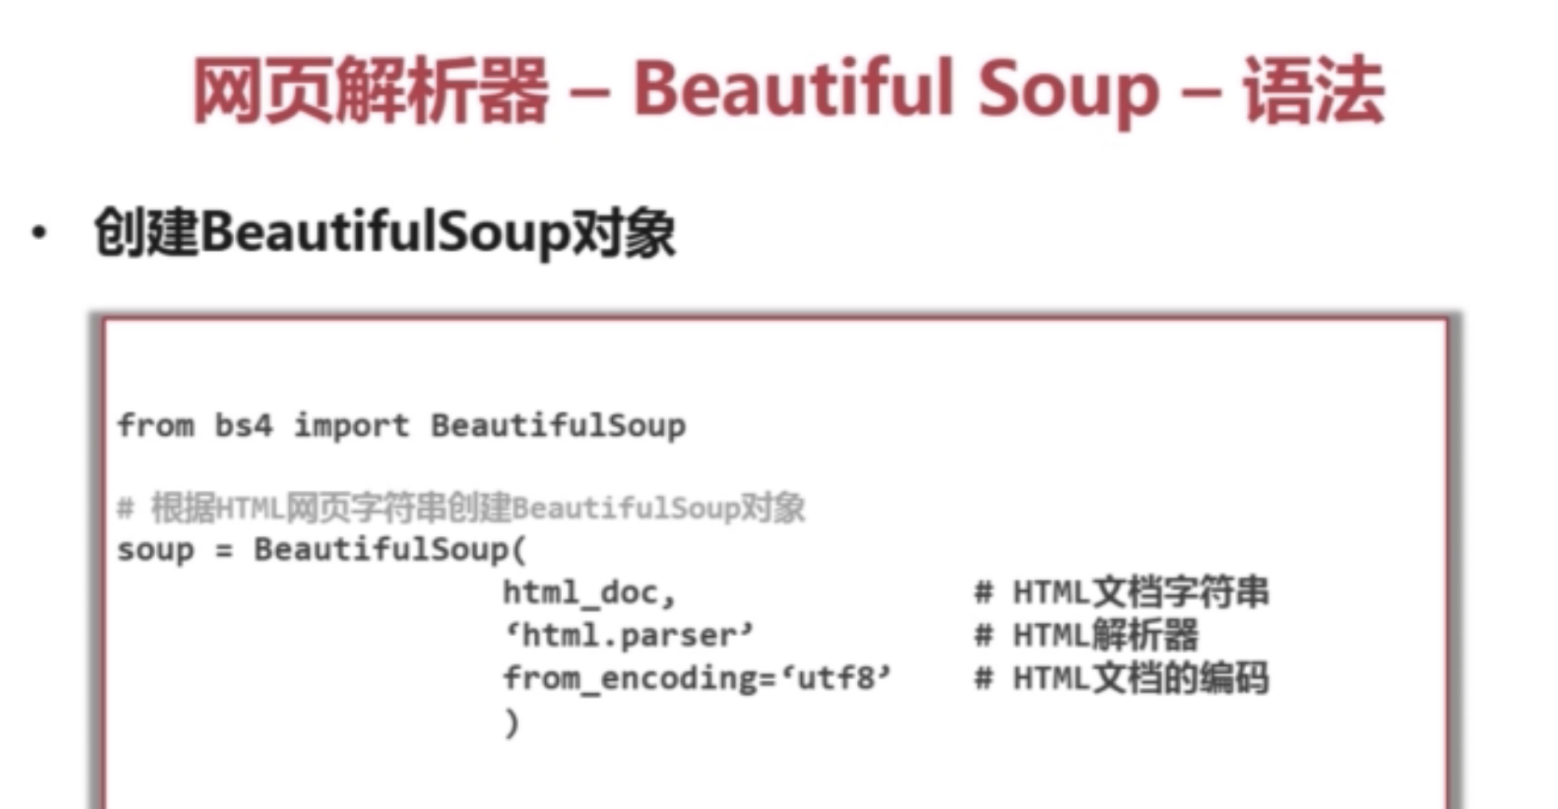 网页解析器 – Beautiful Soup – 语法
• 创建BeautifulSoup对象
from bs4 import BeautifulSoup
# 根据HTML网页字符串创建BeautifulSoup对象
soup = BeautifulSoup(
html_doc, # HTML文档字符串
‘html.parser’ # HTML解析器
from_encoding=‘utf8’ # HTML文档的编码
)